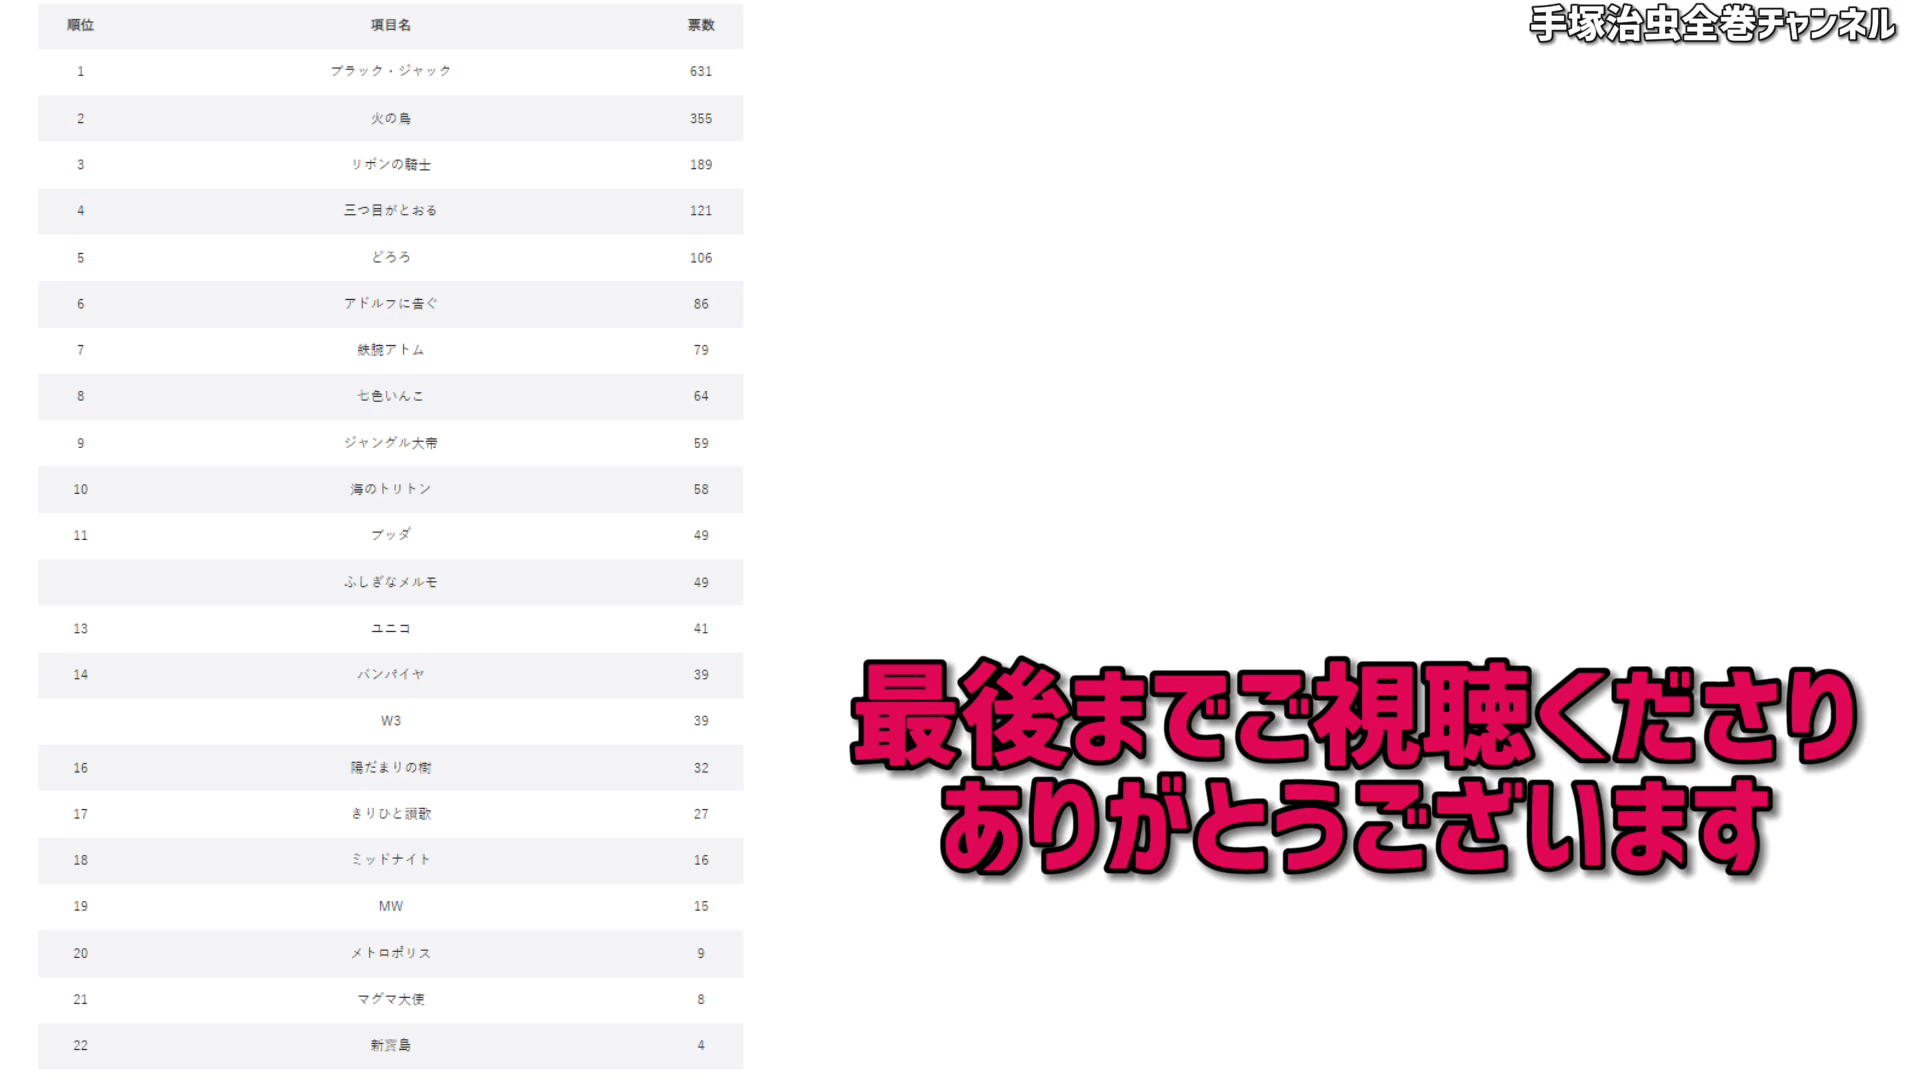 手塚治虫全巻チャンネル
順位 項目名 票数
1 ブラック・ジャック 631
2 火の鳥 355
3 リボンの騎士 189
4 三つ目がとおる 121
5 どろろ 106
6 アドルフに告ぐ 86
7 鉄腕アトム 79
8 七色いんこ 64
9 ジャングル大帝 59
10 海のトリトン 58
11 ブッダ 49
ふしぎなメルモ 49
13 ユニコ 41
14 バンパイヤ 39
W3 39
16 陽だまりの樹 32
17 きりひと讃歌 27
18 ミッドナイト 16
19 MW 15
20 メトロポリス 9
21 マグマ大使 8
22 新寳島 4
最後までご視聴くださり
ありがとうございます